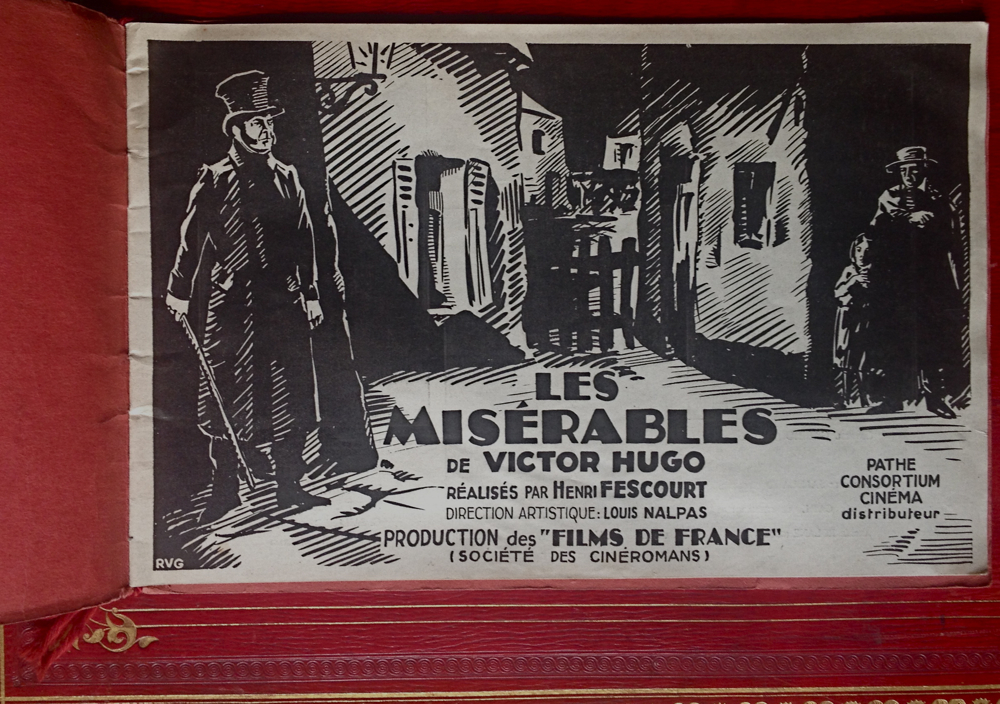 LES
MISÉRABLES
DE VICTOR HUGO
RÉALISÉS PAR HENRI FESCOURT
DIRECTION ARTISTIQUE: LOUIS NALPAS
PRODUCTION des "FILMS DE FRANCE"
(SOCIÉTÉ DES CINÉROMANS)
PATHE
CONSORTIUM
CINÉMA
distributeur
RVG